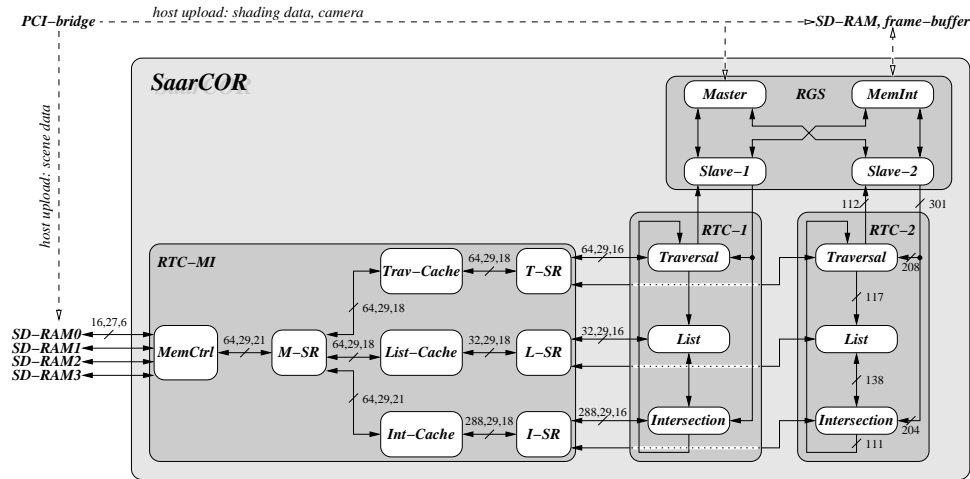 host upload: shading data, camera
PCI−bridge
SD−RAM, frame−buffer
host upload: scene data
SaarCOR
Master
RGS
MemInt
Slave−1
Slave−2
112
301
RTC−1
RTC−2
RTC−MI
64,29,18
64,29,16
Trav−Cache
T−SR
Traversal
Traversal
208
64,29,18
117
16,27,6
SD−RAM0
SD−RAM1
SD−RAM2
SD−RAM3
MemCtrl
64,29,21
M−SR
64,29,18
List−Cache
32,29,18
L−SR
32,29,16
List
List
138
64,29,21
Int−Cache
288,29,18
I−SR
288,29,16
Intersection
Intersection
204
111